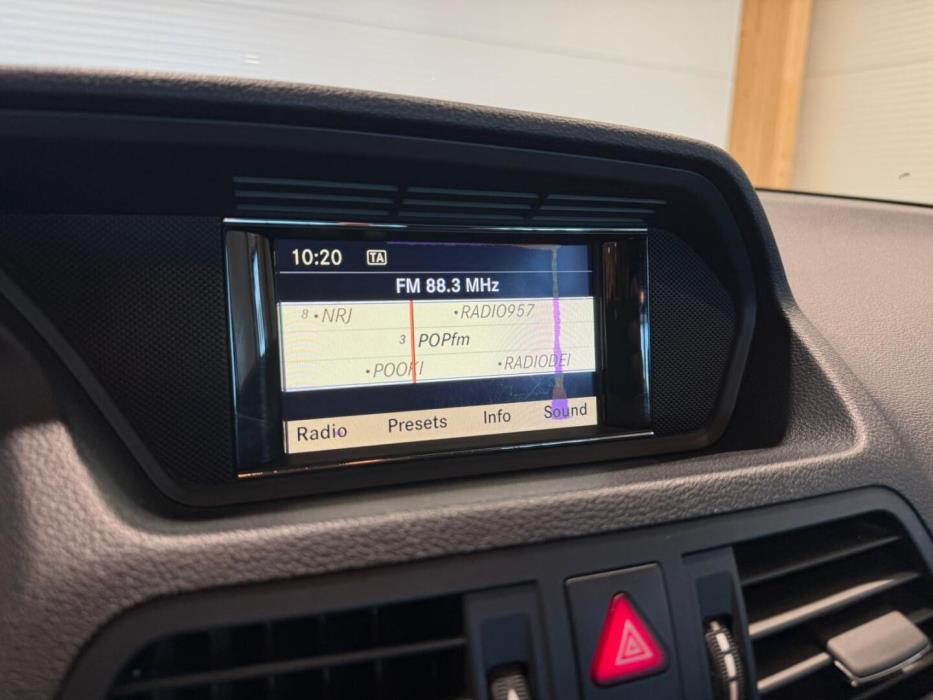 10:20 TA
FM 88.3 MHz
8 •NRJ •RADIO957
3 POPfm
•POOKI •RADIODEI
Radio Presets Info Sound